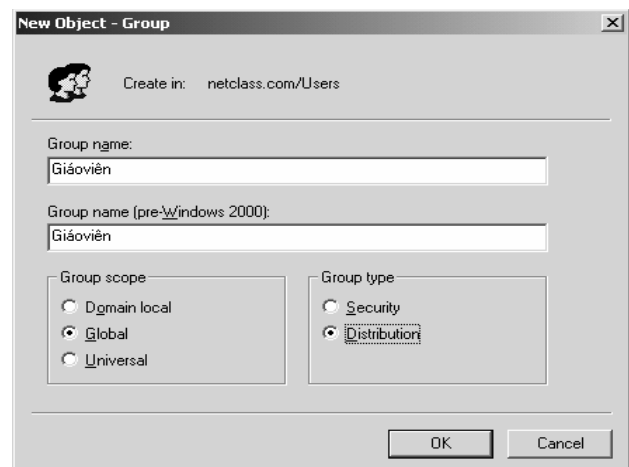 New Object - Group
Create in: netclass.com/Users
Group name:
Giáoviên
Group name (pre-Windows 2000):
Giáoviên
Group scope
Domain local
Global
Universal
Group type
Security
Distribution
OK
Cancel